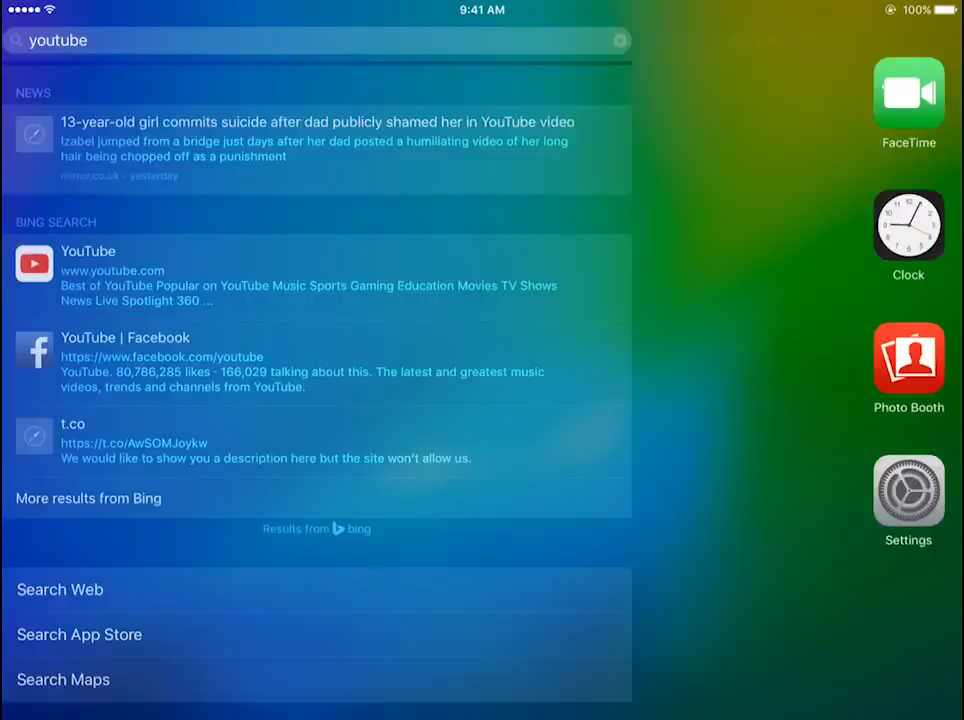 9:41 AM
100%
youtube
NEWS
13-year-old girl commits suicide after dad publicly shamed her in YouTube video
Izabel jumped from a bridge just days after her dad posted a humiliating video of her long
hair being chopped off as a punishment
mirror.co.uk - yesterday
BING SEARCH
YouTube
www.youtube.com
Best of YouTube Popular on YouTube Music Sports Gaming Education Movies TV Shows
News Live Spotlight 360 ...
YouTube | Facebook
https://www.facebook.com/youtube
YouTube. 80,786,285 likes · 166,029 talking about this. The latest and greatest music
videos, trends and channels from YouTube.
t.co
https://t.co/AwSOMJoykw
We would like to show you a description here but the site won't allow us.
More results from Bing
Results from bing
Search Web
Search App Store
Search Maps
FaceTime
Clock
Photo Booth
Settings